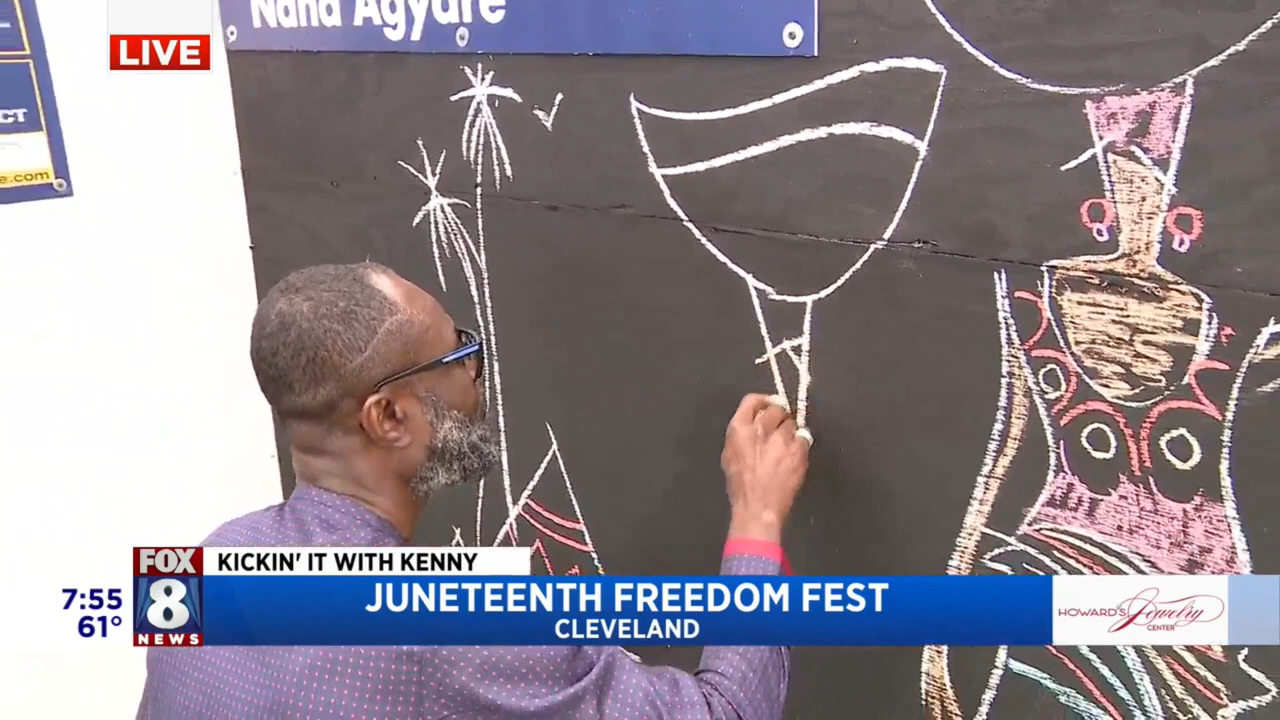 LIVE
Nana Agyare
CT
e.com
KICKIN' IT WITH KENNY
FOX
8
NEWS
JUNETEENTH FREEDOM FEST
CLEVELAND
7:55
61°
HOWARD'S Jewelry
CENTER